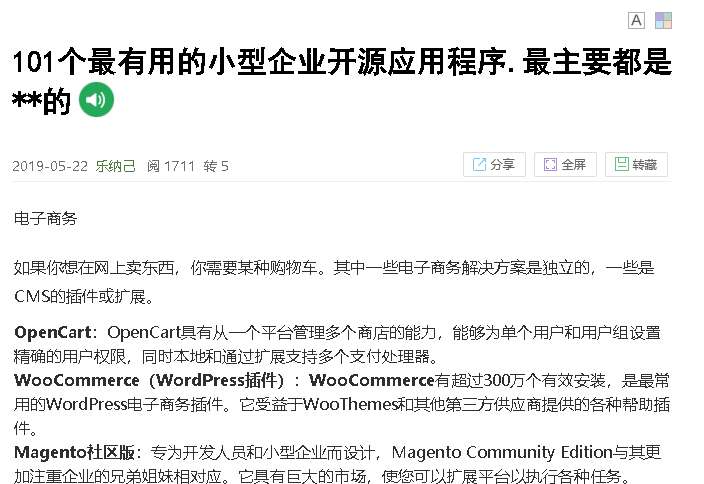 A
101个最有用的小型企业开源应用程序. 最主要都是
**的
2019-05-22 乐纳己 阅 1711 转 5
分享 全屏 转藏
电子商务
如果你想在网上卖东西，你需要某种购物车。其中一些电子商务解决方案是独立的，一些是
CMS的插件或扩展。
OpenCart：OpenCart具有从一个平台管理多个商店的能力，能够为单个用户和用户组设置
精确的用户权限，同时本地和通过扩展支持多个支付处理器。
WooCommerce（WordPress插件）：WooCommerce有超过300万个有效安装，是最常
用的WordPress电子商务插件。它受益于WooThemes和其他第三方供应商提供的各种帮助插
件。
Magento社区版：专为开发人员和小型企业而设计，Magento Community Edition与其更
加注重企业的兄弟姐妹相对应。它具有巨大的市场，使您可以扩展平台以执行各种任务。